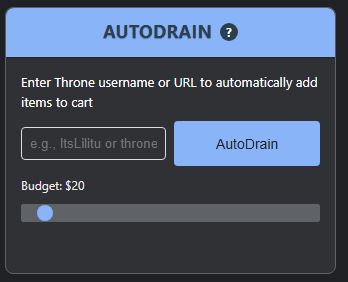 AUTODRAIN ?
Enter Throne username or URL to automatically add
items to cart
e.g., ItsLilitu or throne
AutoDrain
Budget: $20